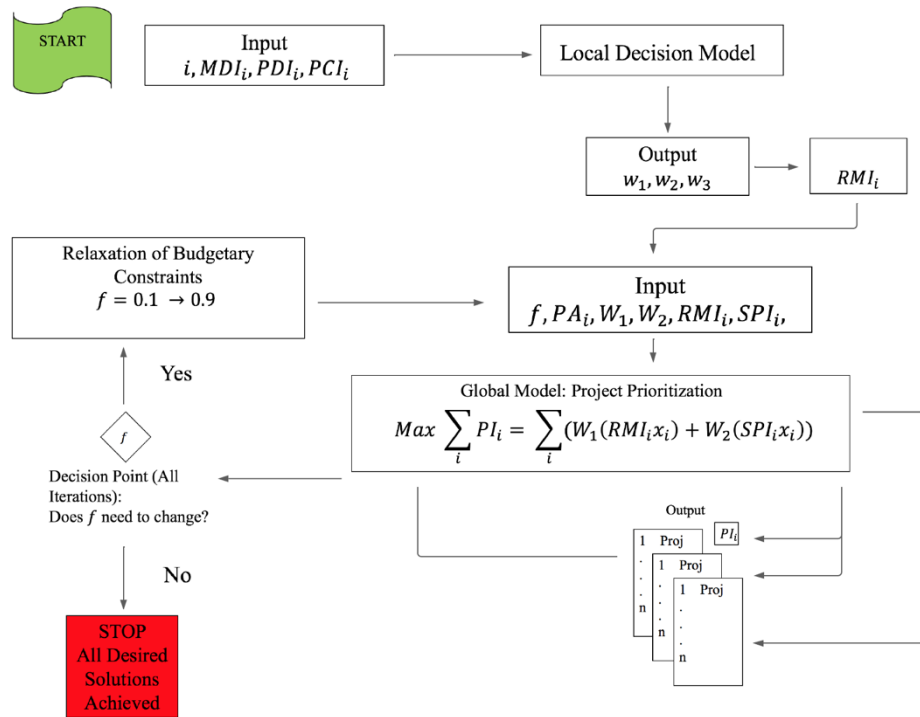 START
Input
i, MDI_i, PDI_i, PCI_i
Local Decision Model
Output
w_1, w_2, w_3
RMI_i
Relaxation of Budgetary
Constraints
f = 0.1 → 0.9
Input
f, PA_i, W_1, W_2, RMI_i, SPI_i,
Yes
Global Model: Project Prioritization
Max ∑_i PI_i = ∑_i (W_1(RMI_i x_i) + W_2(SPI_i x_i))
f
Decision Point (All
Iterations):
Does f need to change?
No
STOP
All Desired
Solutions
Achieved
Output
PI_i
1 Proj
.
.
.
n
1 Proj
.
.
.
n
1 Proj
.
.
.
n